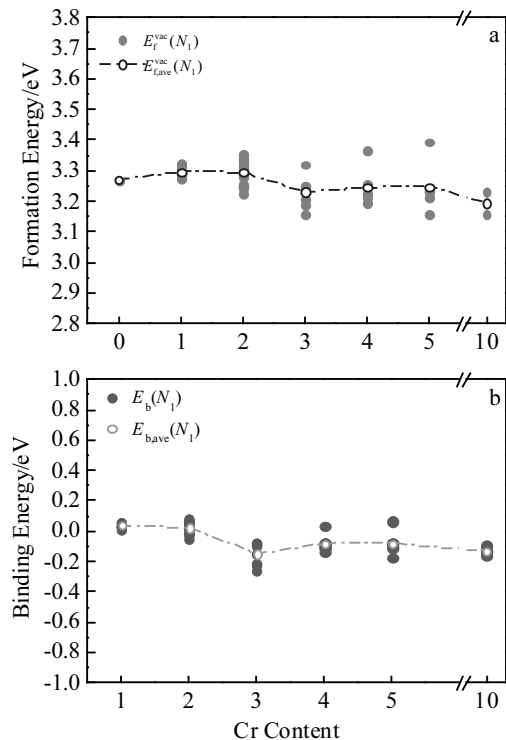 a
3.8
3.7
3.6
3.5
3.4
3.3
3.2
3.1
3.0
2.9
2.8
Formation Energy/eV
E_f^vac(N_1)
E_f,ave^vac(N_1)
0 1 2 3 4 5 10
b
1.0
0.8
0.6
0.4
0.2
0.0
-0.2
-0.4
-0.6
-0.8
-1.0
Binding Energy/eV
E_b(N_1)
E_b,ave(N_1)
1 2 3 4 5 10
Cr Content